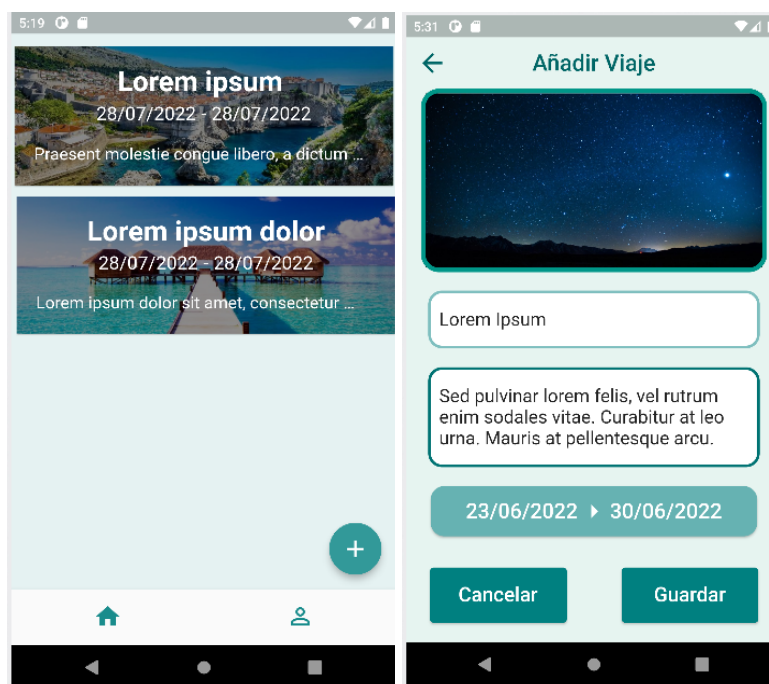 5:19
Lorem ipsum
28/07/2022 - 28/07/2022
Praesent molestie congue libero, a dictum ...
Lorem ipsum dolor
28/07/2022 - 28/07/2022
Lorem ipsum dolor sit amet, consectetur ...
+
5:31
Añadir Viaje
Lorem Ipsum
Sed pulvinar lorem felis, vel rutrum
enim sodales vitae. Curabitur at leo
urna. Mauris at pellentesque arcu.
23/06/2022 ▸ 30/06/2022
Cancelar
Guardar